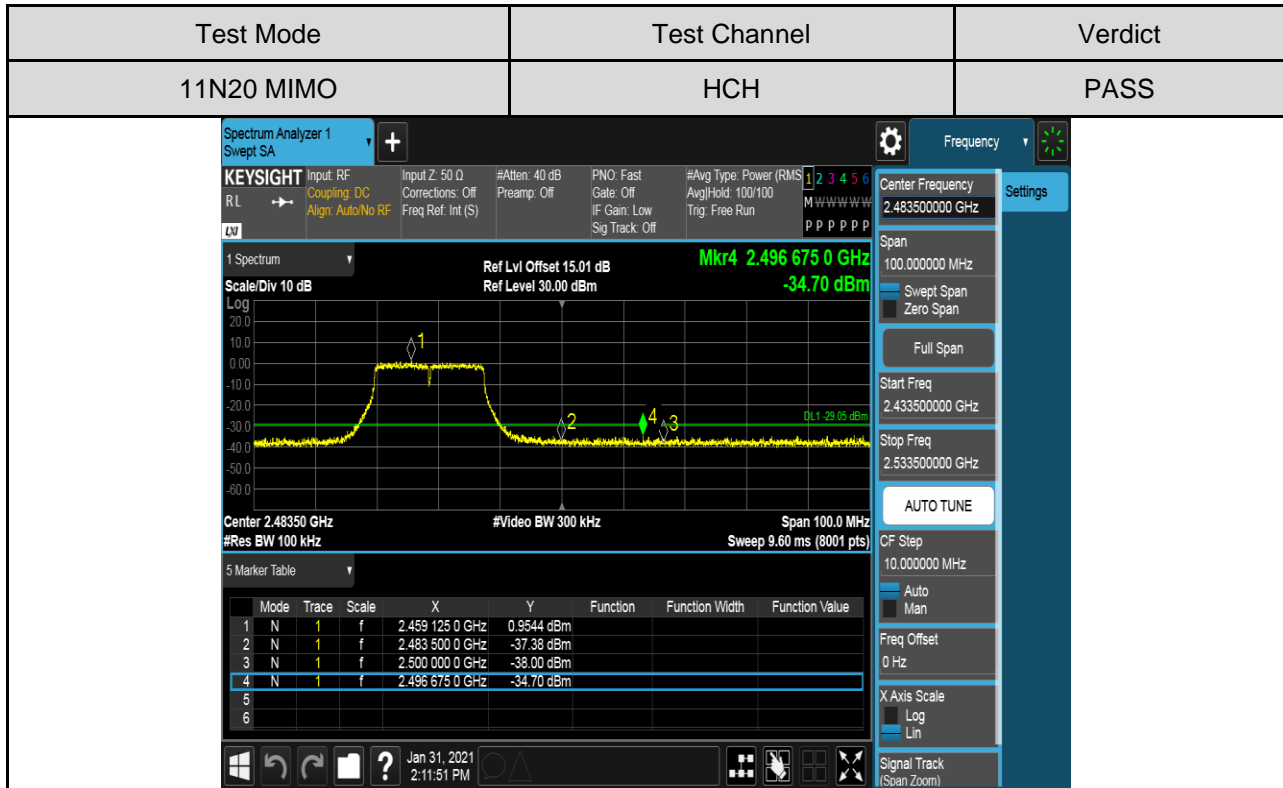 Test Mode Test Channel Verdict
11N20 MIMO HCH PASS
Spectrum Analyzer 1
Swept SA
+
Frequency
KEYSIGHT Input: RF Input Z: 50 Ω #Atten: 40 dB PNO: Fast #Avg Type: Power (RMS 1 2 3 4 5 6
RL Coupling: DC Corrections: Off Preamp: Off Gate: Off Avg|Hold: 100/100 M W W W W W
Align: Auto/No RF Freq Ref: Int (S) IF Gain: Low Trig: Free Run
LXI Sig Track: Off P P P P P P
1 Spectrum
Ref Lvl Offset 15.01 dB Mkr4 2.496 675 0 GHz
Scale/Div 10 dB Ref Level 30.00 dBm -34.70 dBm
Log
20.0
10.0
0.00
-10.0
-20.0
-30.0
-40.0
-50.0
-60.0
1
2
4
3
DL1 -29.05 dBm
Center 2.48350 GHz #Video BW 300 kHz Span 100.0 MHz
#Res BW 100 kHz Sweep 9.60 ms (8001 pts)
5 Marker Table
Mode Trace Scale X Y Function Function Width Function Value
1 N 1 f 2.459 125 0 GHz 0.9544 dBm
2 N 1 f 2.483 500 0 GHz -37.38 dBm
3 N 1 f 2.500 000 0 GHz -38.00 dBm
4 N 1 f 2.496 675 0 GHz -34.70 dBm
5
6
?
Jan 31, 2021
2:11:51 PM
Center Frequency
2.483500000 GHz
Settings
Span
100.000000 MHz
Swept Span
Zero Span
Full Span
Start Freq
2.433500000 GHz
Stop Freq
2.533500000 GHz
AUTO TUNE
CF Step
10.000000 MHz
Auto
Man
Freq Offset
0 Hz
X Axis Scale
Log
Lin
Signal Track
(Span Zoom)